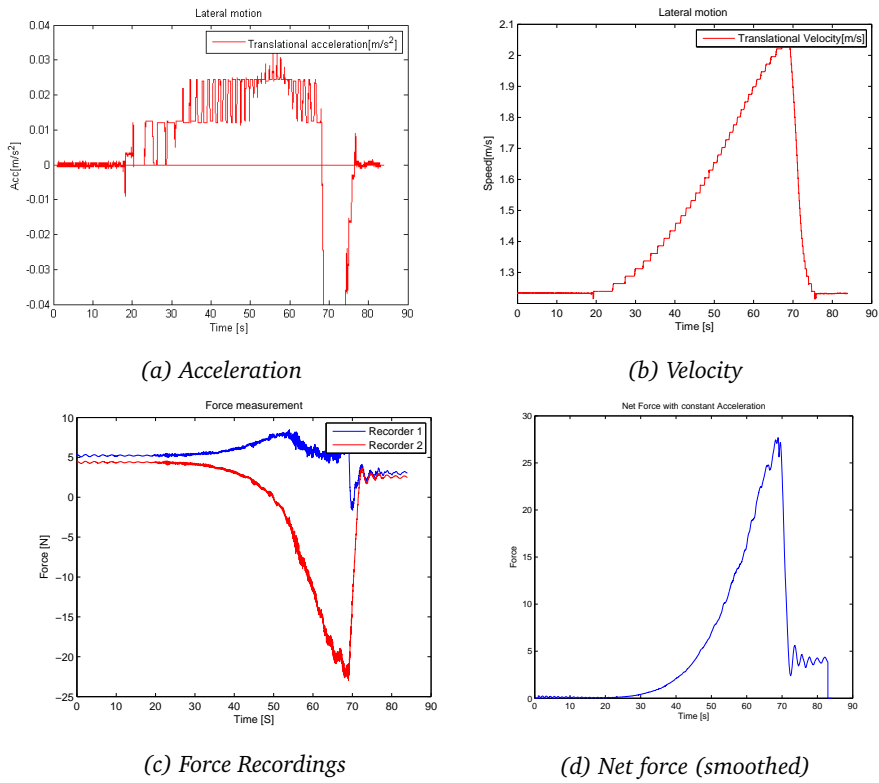 Lateral motion
Translational acceleration[m/s²]
0.04
0.03
0.02
0.01
0
-0.01
-0.02
-0.03
-0.04
Acc[m/s²]
0 10 20 30 40 50 60 70 80 90
Time [s]
(a) Acceleration
Lateral motion
Translational Velocity[m/s]
2.1
2
1.9
1.8
1.7
1.6
1.5
1.4
1.3
Speed[m/s]
0 10 20 30 40 50 60 70 80 90
Time [s]
(b) Velocity
Force measurement
Recorder 1
Recorder 2
10
5
0
−5
−10
−15
−20
−25
Force [N]
0 10 20 30 40 50 60 70 80 90
Time [S]
(c) Force Recordings
Net Force with constant Acceleration
30
25
20
15
10
5
0
Force
0 10 20 30 40 50 60 70 80 90
Time [s]
(d) Net force (smoothed)